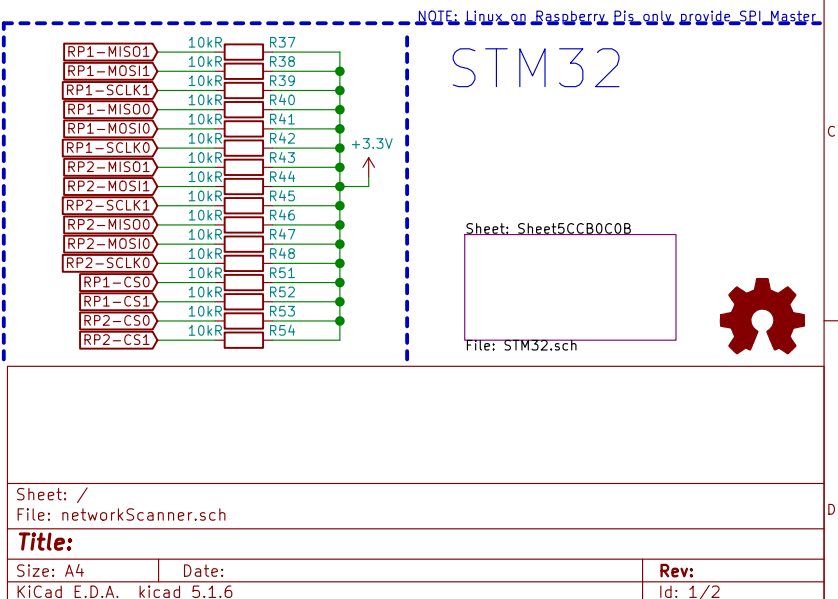 NOTE: Linux on Raspberry Pis only provide SPI Master
STM32
RP1-MISO1 10kR R37
RP1-MOSI1 10kR R38
RP1-SCLK1 10kR R39
RP1-MISO0 10kR R40
RP1-MOSI0 10kR R41
RP1-SCLK0 10kR R42
+3.3V
RP2-MISO1 10kR R43
RP2-MOSI1 10kR R44
RP2-SCLK1 10kR R45
RP2-MISO0 10kR R46
RP2-MOSI0 10kR R47
RP2-SCLK0 10kR R48
RP1-CS0 10kR R51
RP1-CS1 10kR R52
RP2-CS0 10kR R53
RP2-CS1 10kR R54
Sheet: Sheet5CCB0C0B
File: STM32.sch
C
D
Sheet: /
File: networkScanner.sch
Title:
Size: A4 Date: Rev:
KiCad E.D.A. kicad 5.1.6 Id: 1/2